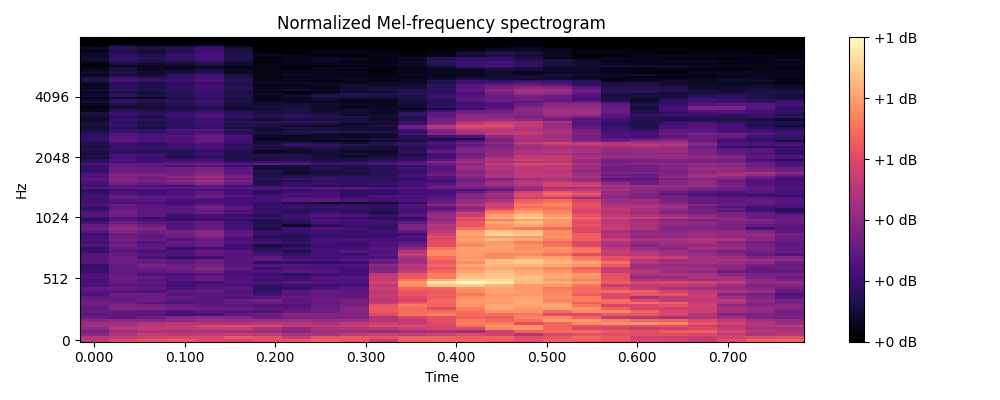 Normalized Mel-frequency spectrogram
Hz
4096
2048
1024
512
0
0.000 0.100 0.200 0.300 0.400 0.500 0.600 0.700
Time
+1 dB
+1 dB
+1 dB
+0 dB
+0 dB
+0 dB